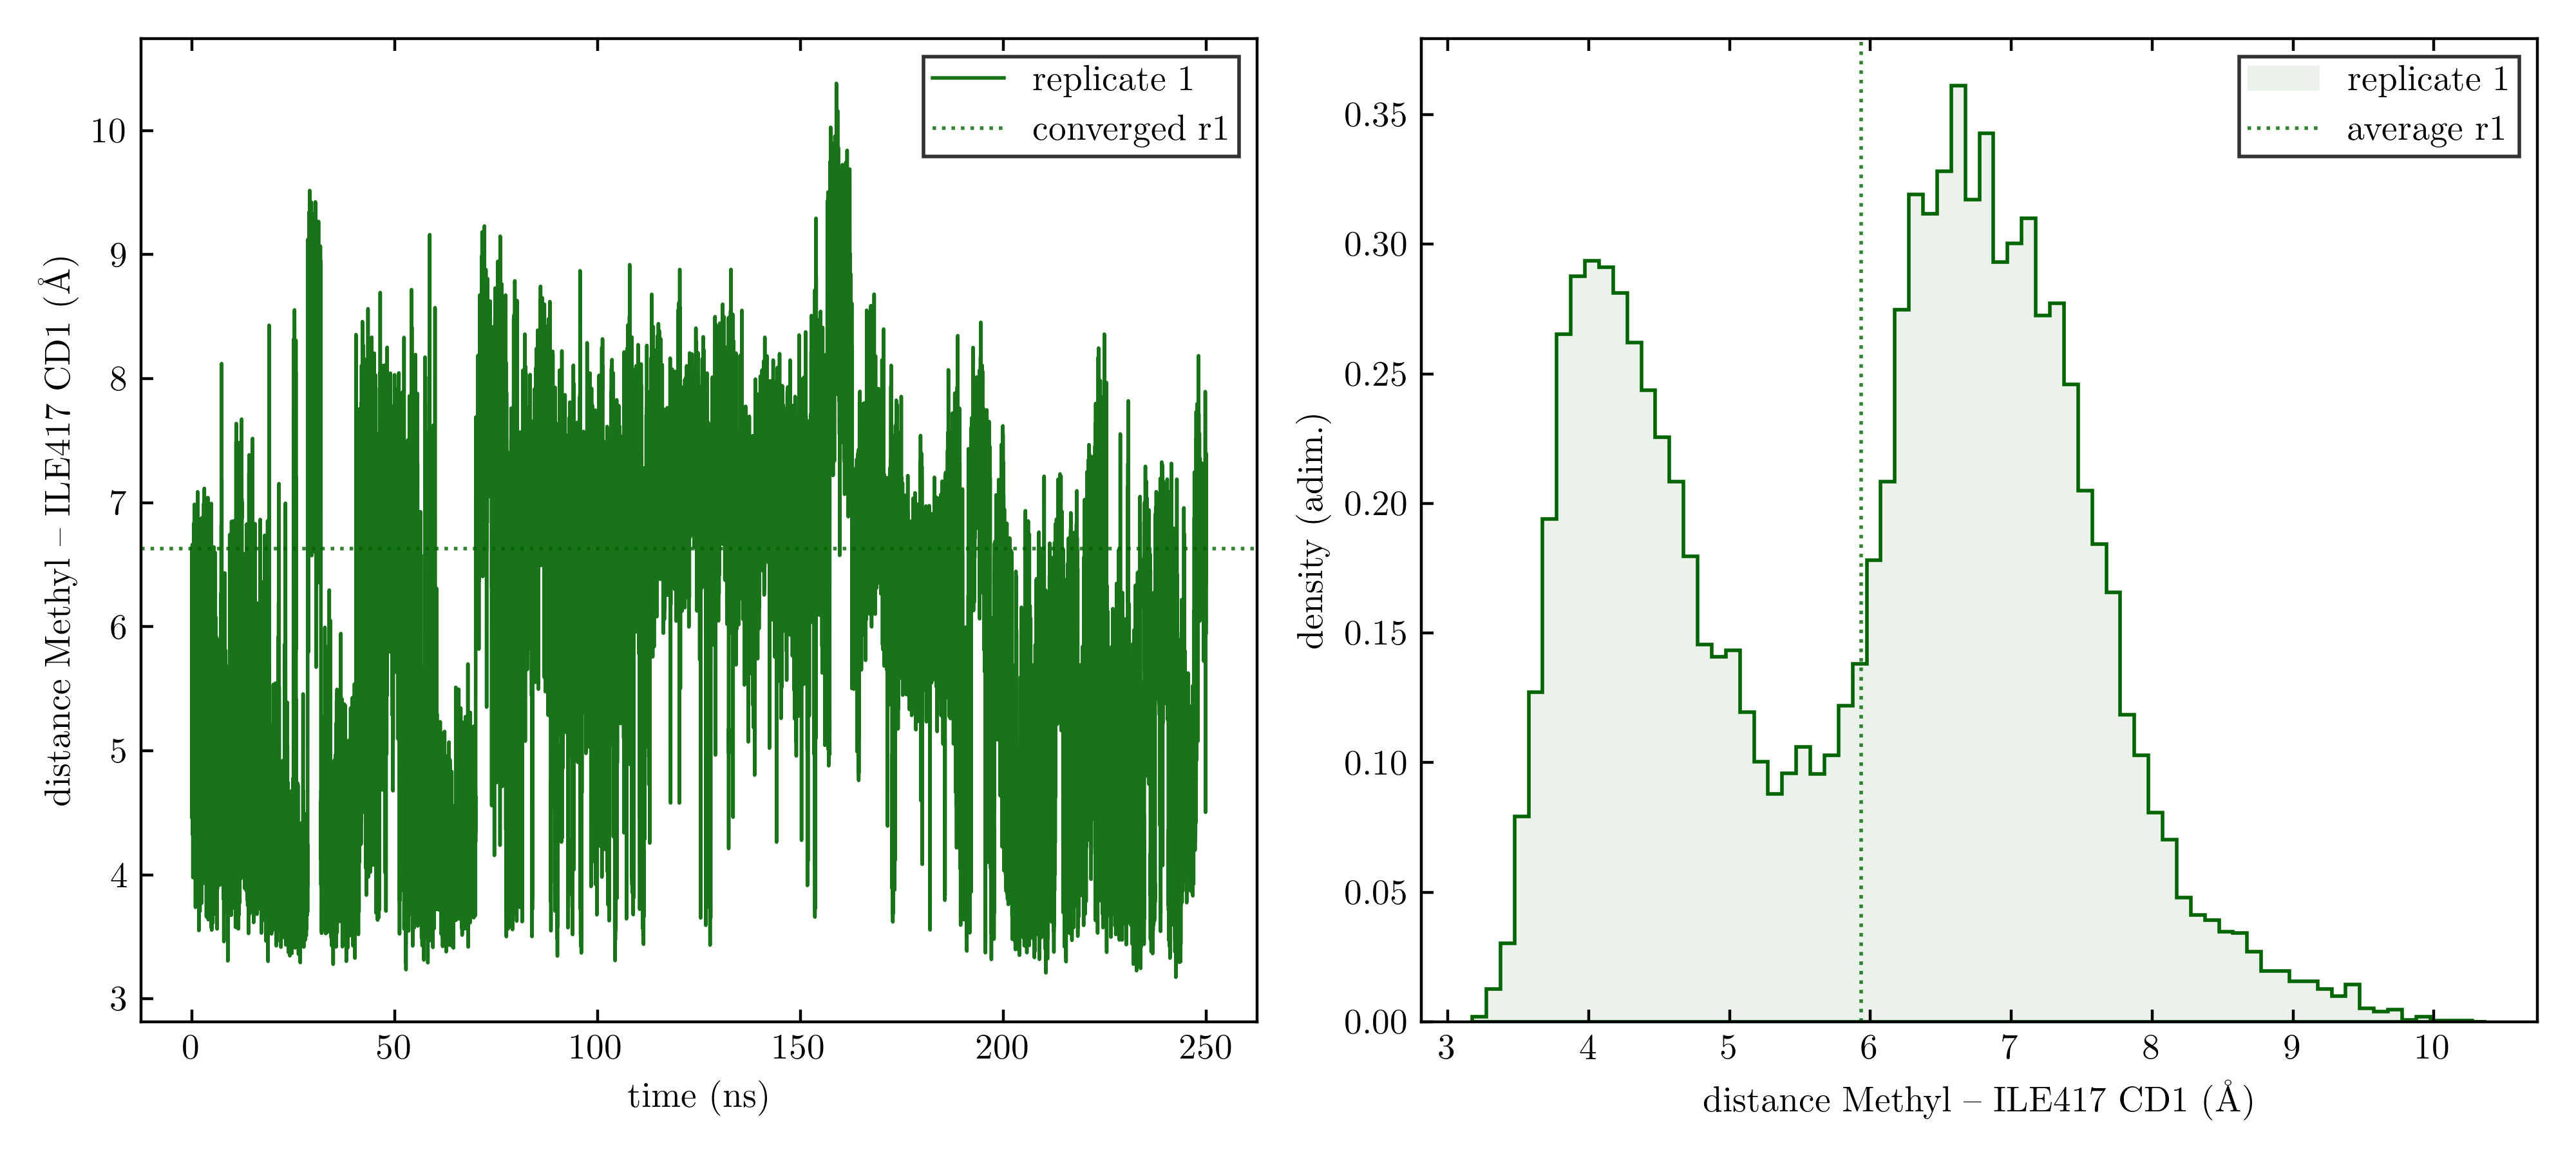 distance Methyl – ILE417 CD1 (Å)
10
9
8
7
6
5
4
3
replicate 1
converged r1
0 50 100 150 200 250
time (ns)
density (adim.)
0.35
0.30
0.25
0.20
0.15
0.10
0.05
0.00
replicate 1
average r1
3 4 5 6 7 8 9 10
distance Methyl – ILE417 CD1 (Å)